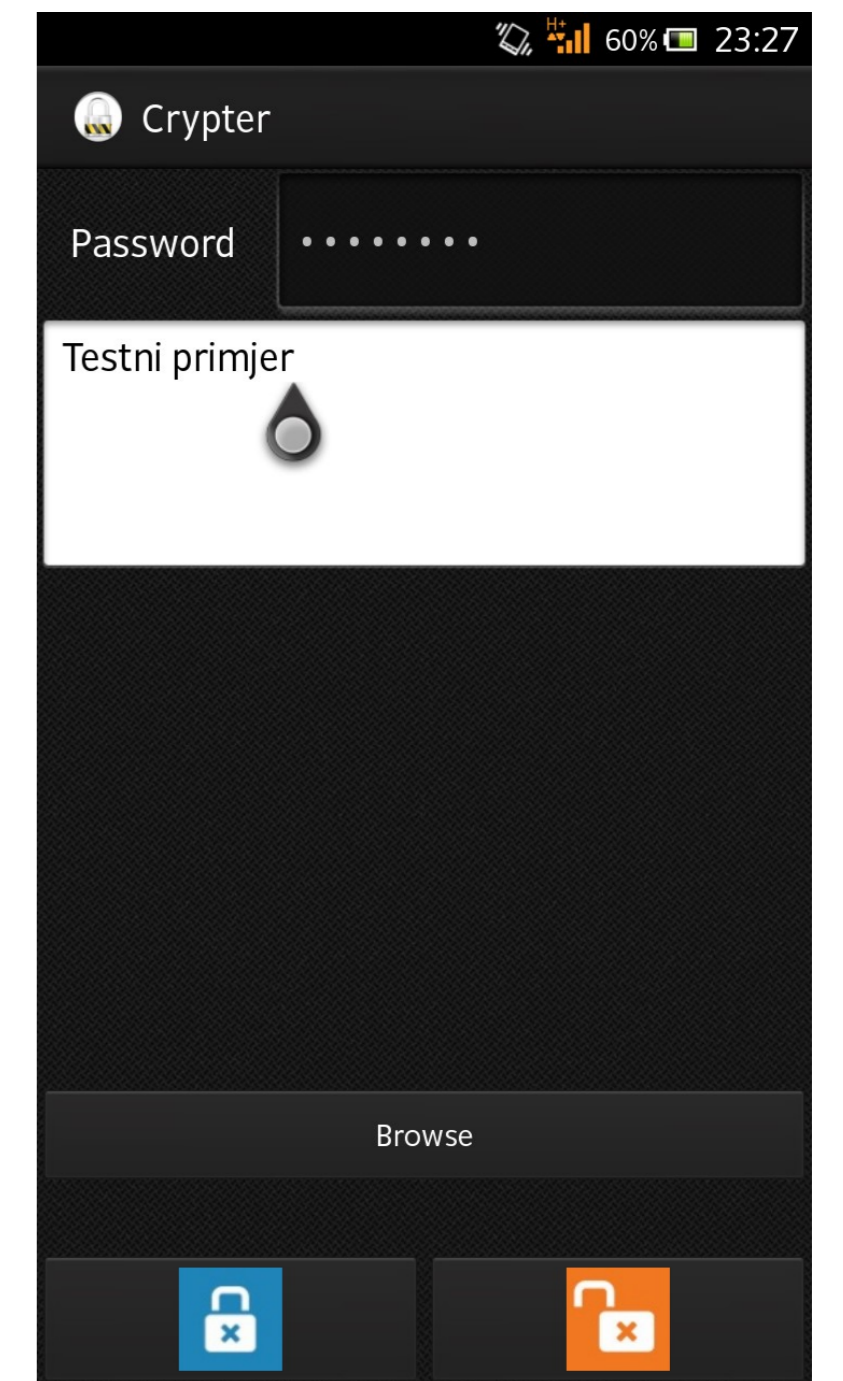 H+ 60% 23:27
Crypter
Password ........
Testni primjer
Browse